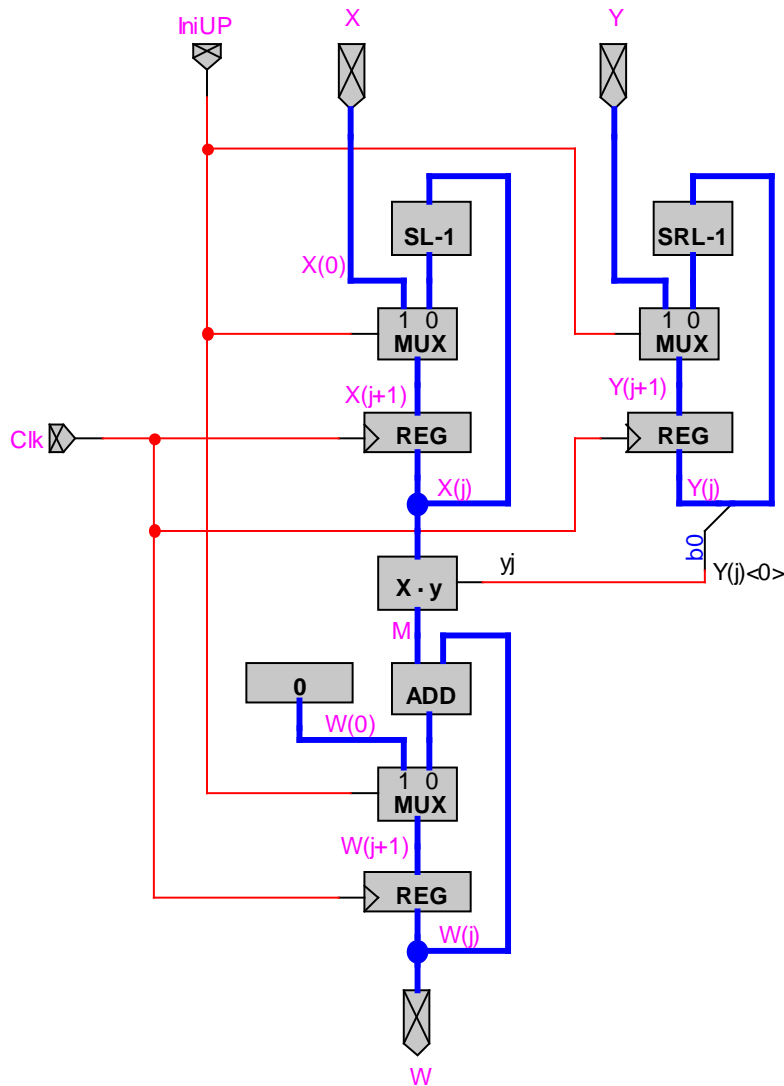 X
Y
IniUP
SL-1
SRL-1
X(0)
1 0
MUX
1 0
MUX
X(j+1)
Y(j+1)
Clk
REG
REG
X(j)
Y(j)
b0
yj
Y(j)<0>
X · y
M
0
ADD
W(0)
1 0
MUX
W(j+1)
REG
W(j)
W